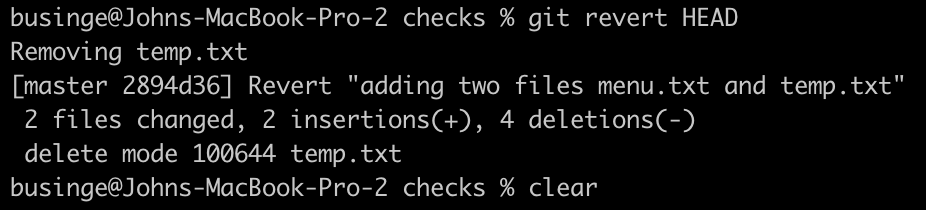 businge@Johns-MacBook-Pro-2 checks % git revert HEAD
Removing temp.txt
[master 2894d36] Revert "adding two files menu.txt and temp.txt"
 2 files changed, 2 insertions(+), 4 deletions(-)
 delete mode 100644 temp.txt
businge@Johns-MacBook-Pro-2 checks % clear